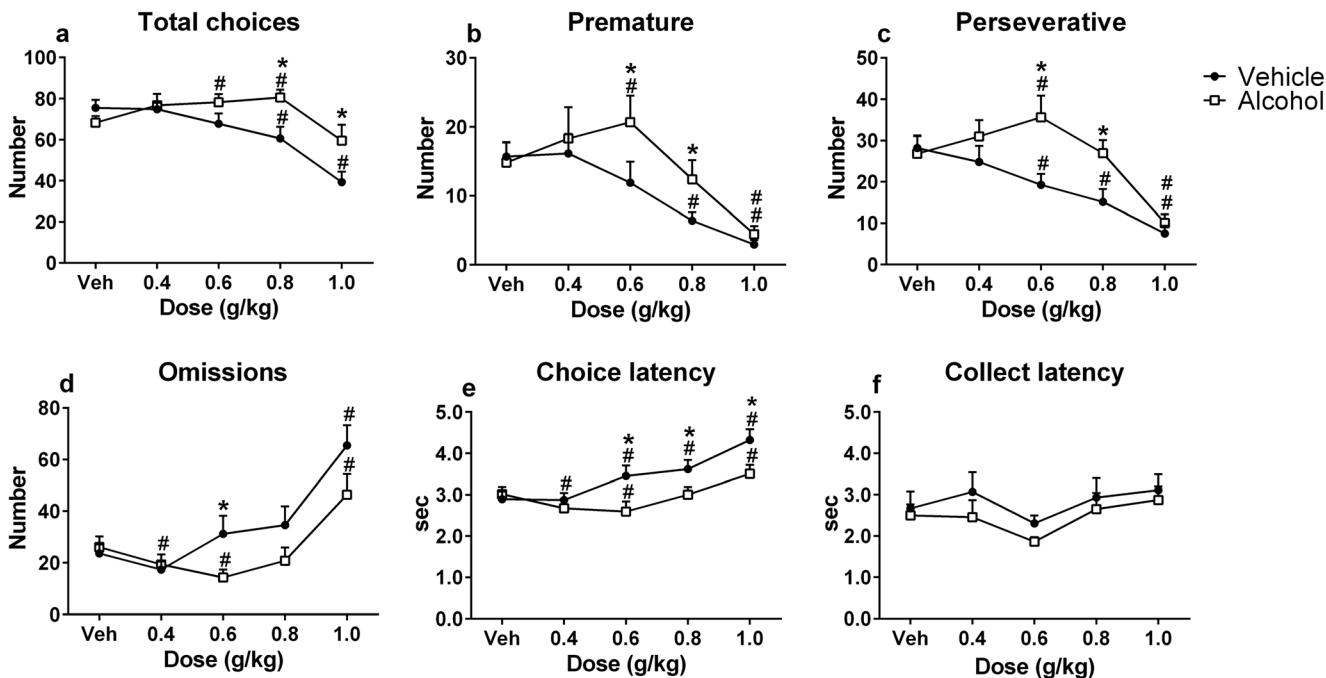 a Total choices
100
80
60
40
20
0
Number
#
*
#
#
*
#
Veh 0.4 0.6 0.8 1.0
Dose (g/kg)
b Premature
30
20
10
0
Number
*
#
*
#
#
#
Veh 0.4 0.6 0.8 1.0
Dose (g/kg)
c Perseverative
50
40
30
20
10
0
Number
*
#
#
*
#
#
#
Veh 0.4 0.6 0.8 1.0
Dose (g/kg)
Vehicle
Alcohol
d Omissions
80
60
40
20
0
Number
#
*
#
#
#
Veh 0.4 0.6 0.8 1.0
Dose (g/kg)
e Choice latency
5.0
4.0
3.0
2.0
1.0
0.0
sec
#
*
#
#
*
#
*
#
#
Veh 0.4 0.6 0.8 1.0
Dose (g/kg)
f Collect latency
5.0
4.0
3.0
2.0
1.0
0.0
sec
Veh 0.4 0.6 0.8 1.0
Dose (g/kg)